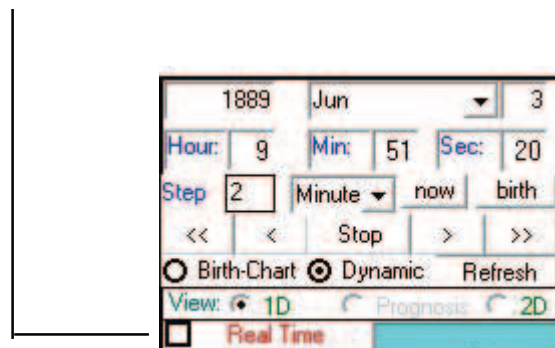 1889 Jun 3
Hour: 9 Min: 51 Sec: 20
Step 2 Minute now birth
<< < Stop > >>
Birth-Chart Dynamic Refresh
View: 1D Prognosis 2D
Real Time